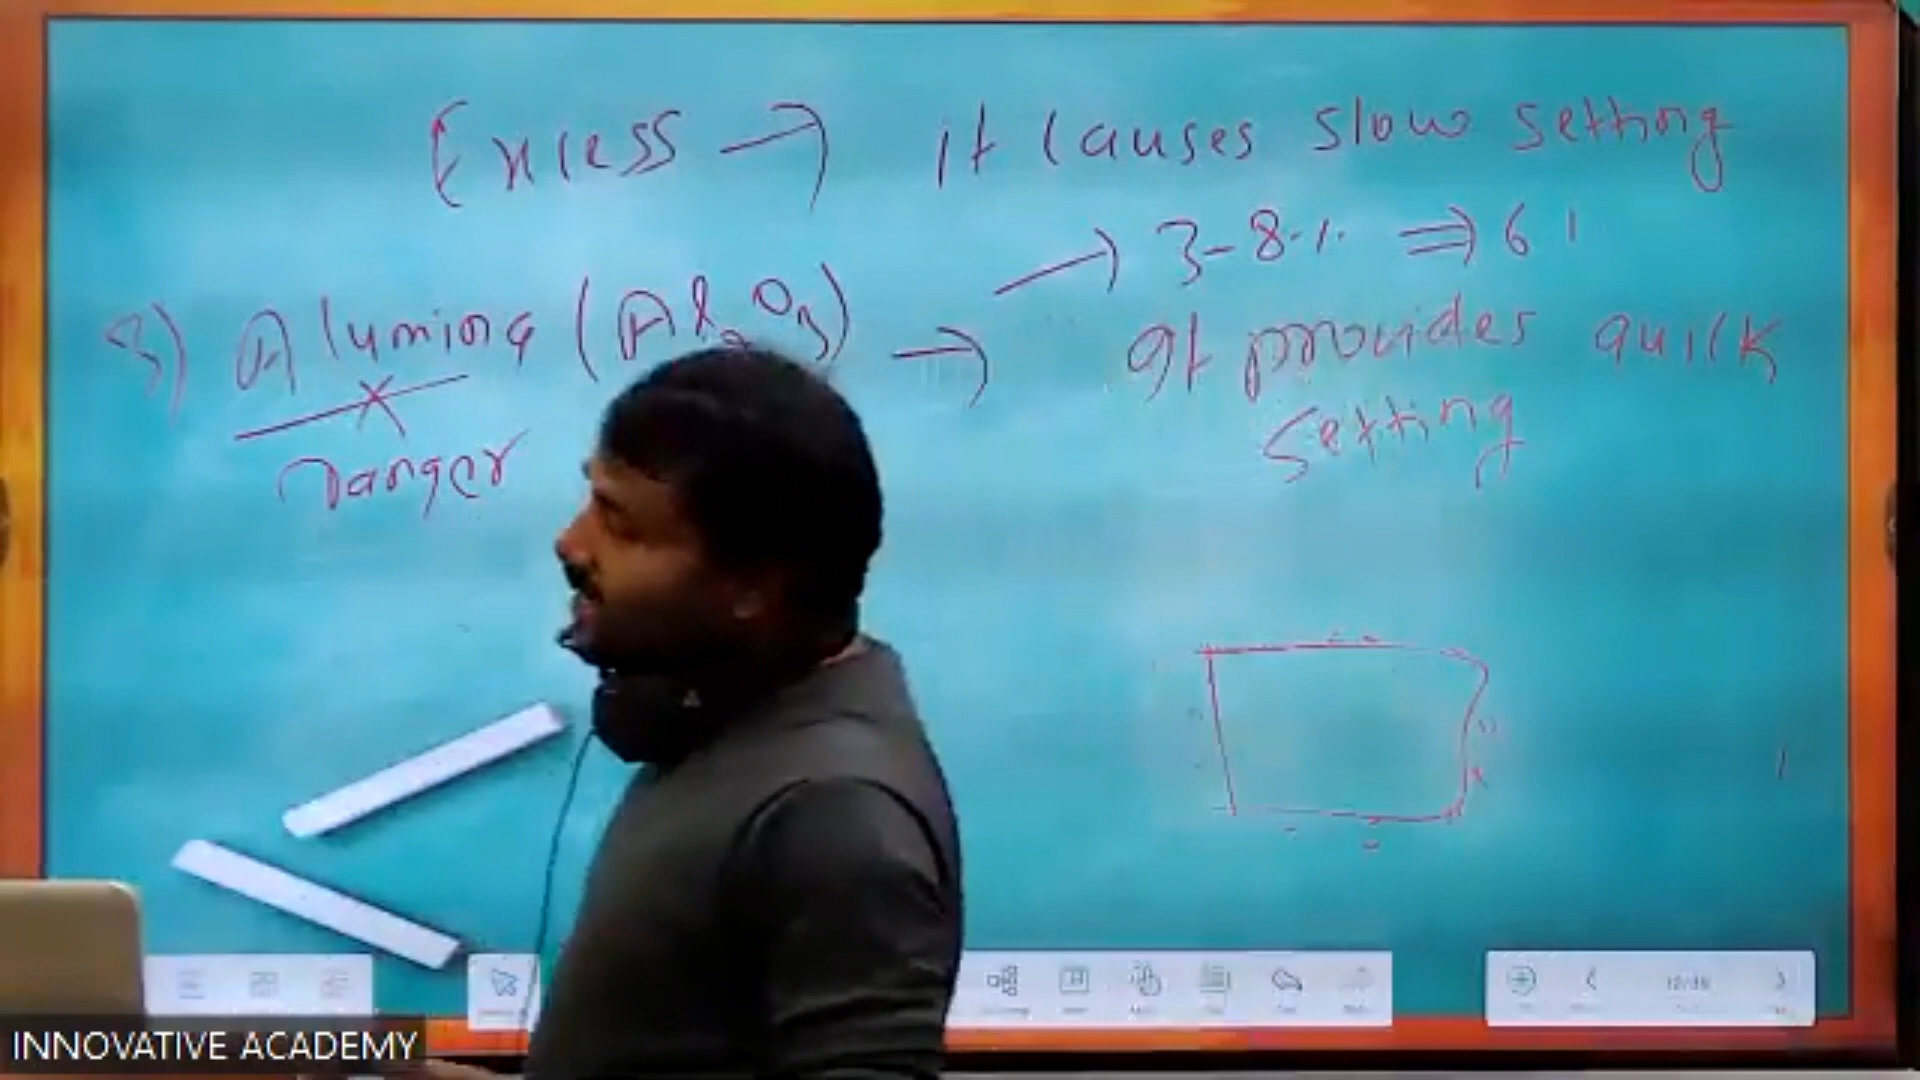 Excess → it causes slow setting
→ 3-8% ⇒ 6
3) Alumina (Al₂O₃) → It provides quick
setting
Danger
INNOVATIVE ACADEMY